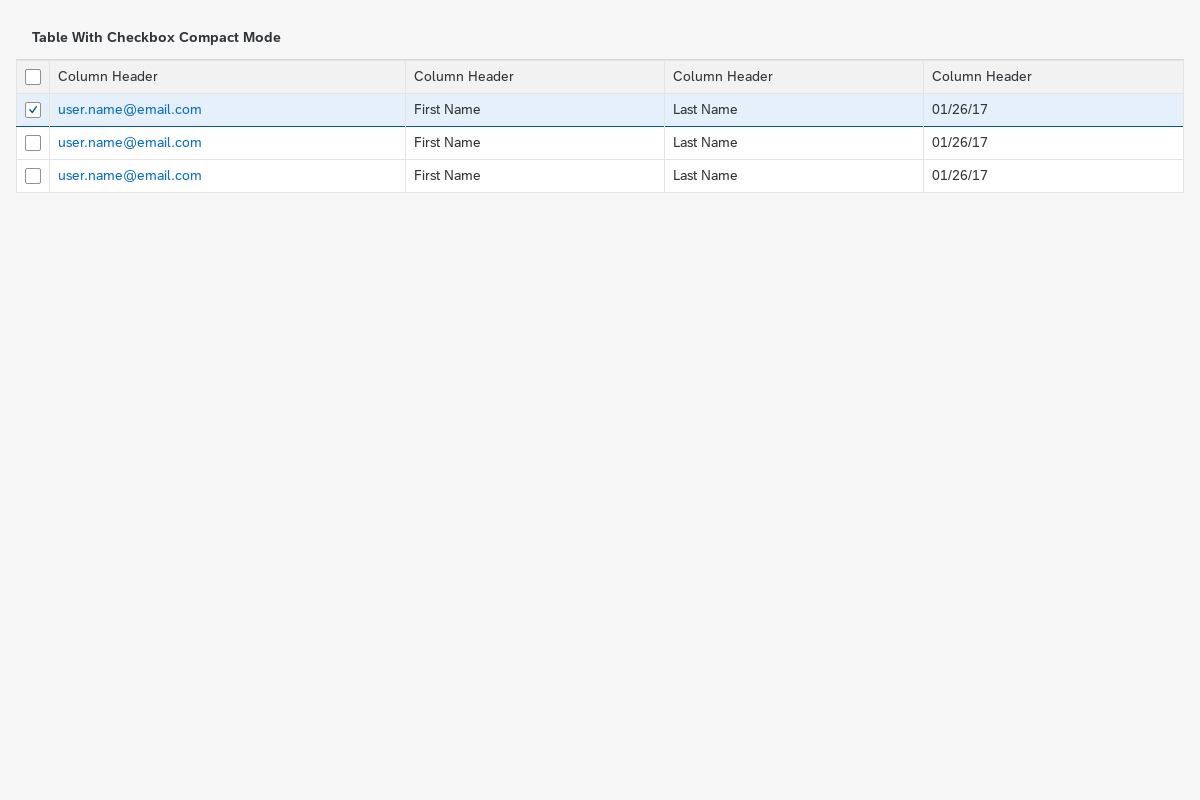 Table With Checkbox Compact Mode
Column Header Column Header Column Header Column Header
user.name@email.com First Name Last Name 01/26/17
user.name@email.com First Name Last Name 01/26/17
user.name@email.com First Name Last Name 01/26/17